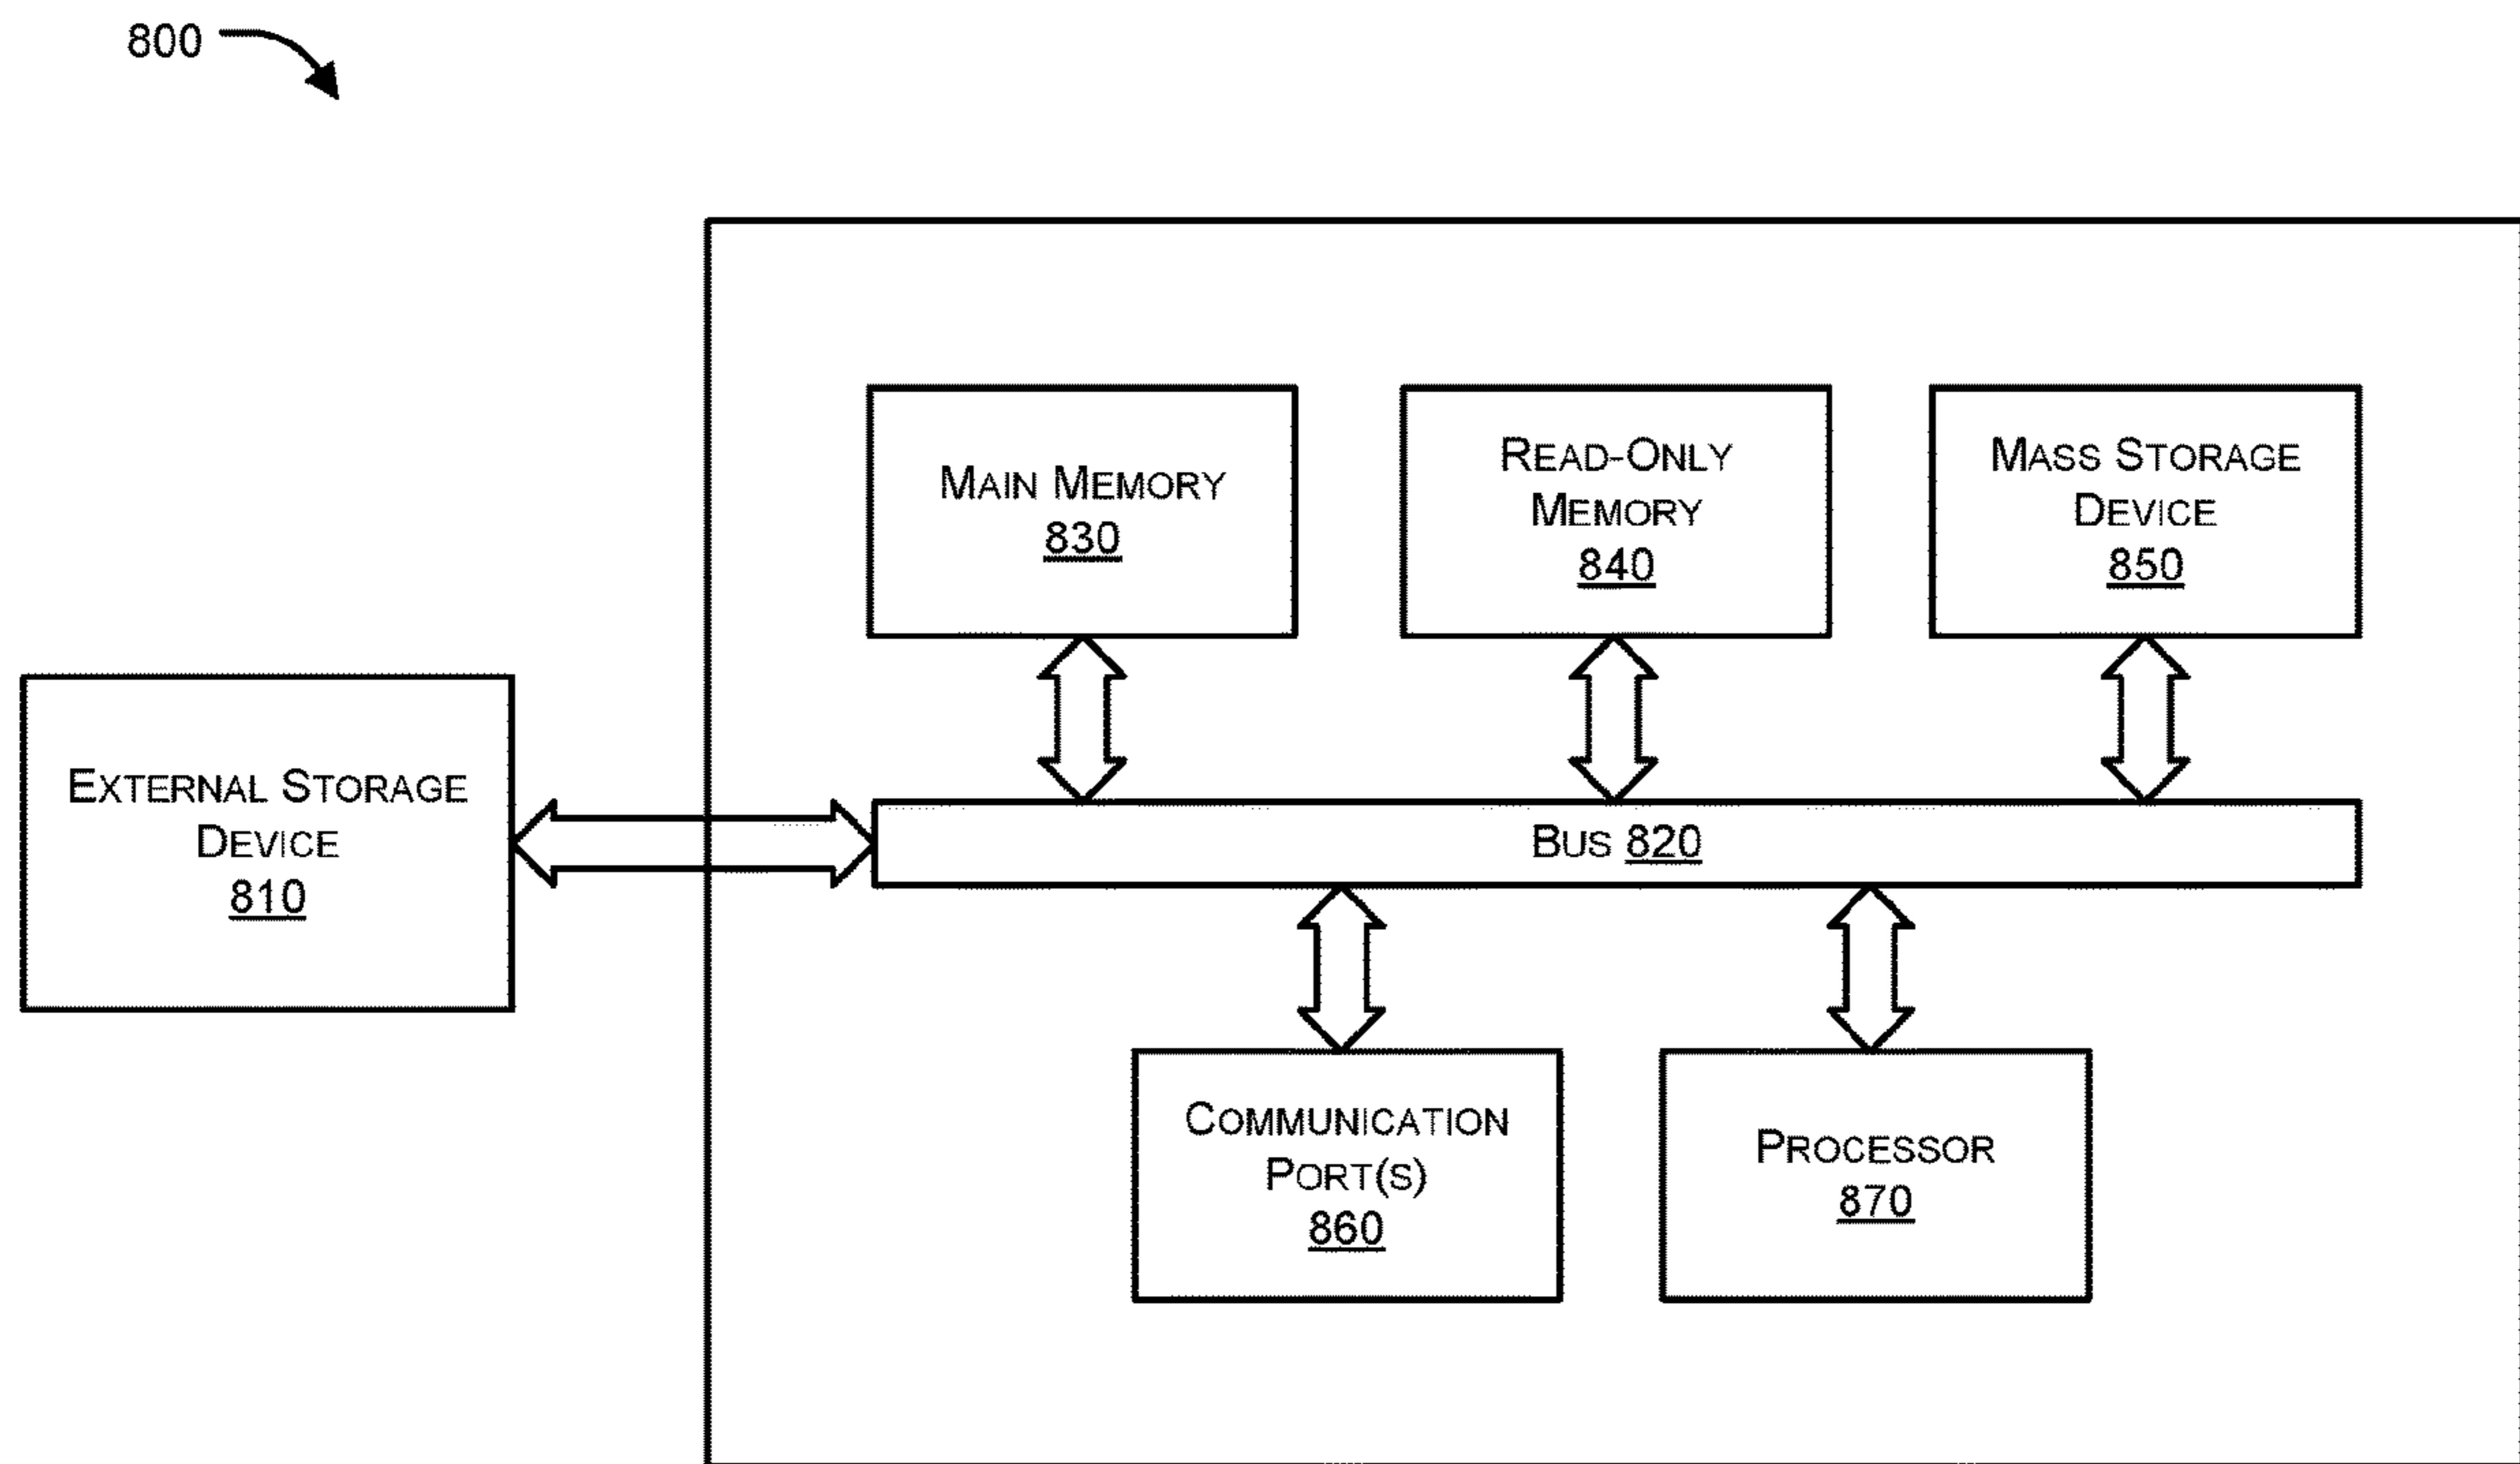 800
MAIN MEMORY
830
READ-ONLY
MEMORY
840
MASS STORAGE
DEVICE
850
EXTERNAL STORAGE
DEVICE
810
BUS 820
COMMUNICATION
PORT(S)
860
PROCESSOR
870